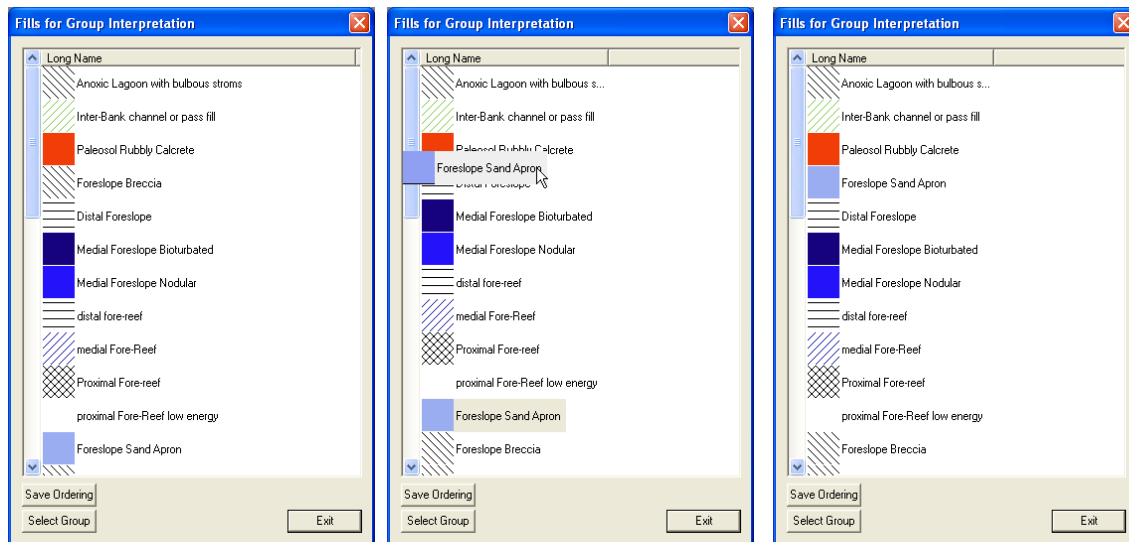 Fills for Group Interpretation
Long Name
Anoxic Lagoon with bulbous stroms
Inter-Bank channel or pass fill
Paleosol Rubbly Calcrete
Foreslope Breccia
Distal Foreslope
Medial Foreslope Bioturbated
Medial Foreslope Nodular
distal fore-reef
medial Fore-Reef
Proximal Fore-reef
proximal Fore-Reef low energy
Foreslope Sand Apron
Save Ordering
Select Group
Exit
Fills for Group Interpretation
Long Name
Anoxic Lagoon with bulbous s...
Inter-Bank channel or pass fill
Paleosol Rubbly Calcrete
Foreslope Sand Apron
Distal Foreslope
Medial Foreslope Bioturbated
Medial Foreslope Nodular
distal fore-reef
medial Fore-Reef
Proximal Fore-reef
proximal Fore-Reef low energy
Foreslope Sand Apron
Foreslope Breccia
Save Ordering
Select Group
Exit
Fills for Group Interpretation
Long Name
Anoxic Lagoon with bulbous s...
Inter-Bank channel or pass fill
Paleosol Rubbly Calcrete
Foreslope Sand Apron
Distal Foreslope
Medial Foreslope Bioturbated
Medial Foreslope Nodular
distal fore-reef
medial Fore-Reef
Proximal Fore-reef
proximal Fore-Reef low energy
Foreslope Breccia
Save Ordering
Select Group
Exit